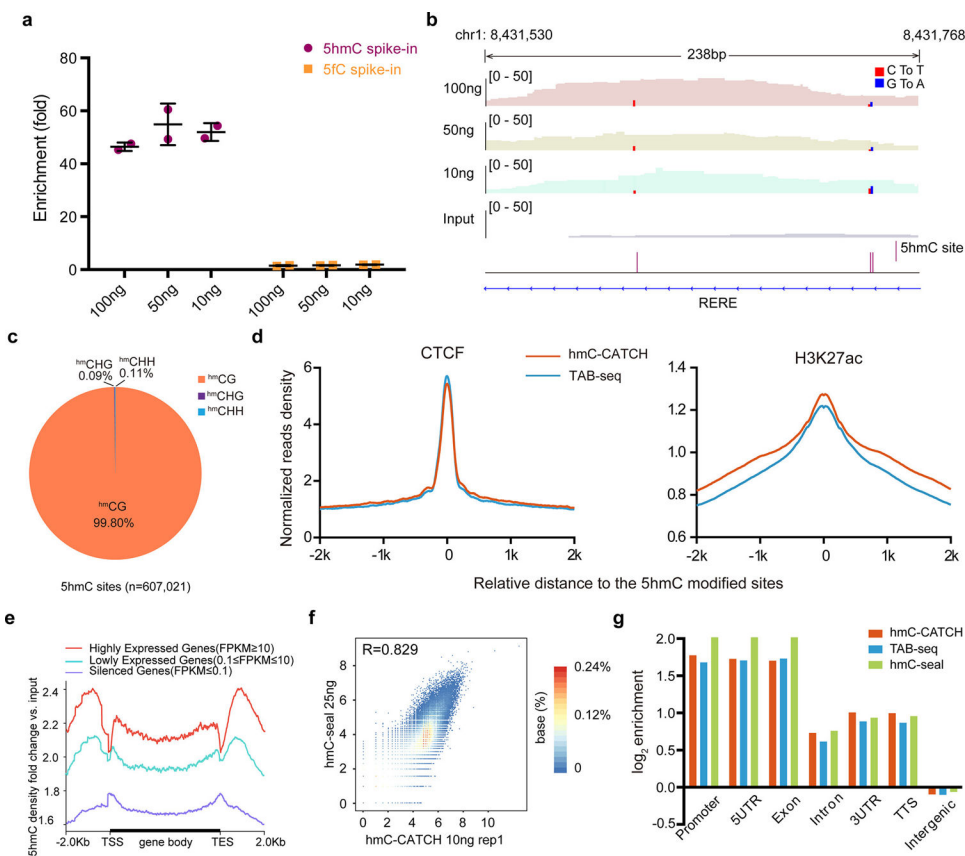 a
5hmC spike-in
5fC spike-in
Enrichment (fold)
80
60
40
20
0
100ng
50ng
10ng
100ng
50ng
10ng
b
chr1: 8,431,530
8,431,768
238bp
C To T
G To A
100ng
[0 - 50]
50ng
[0 - 50]
10ng
[0 - 50]
Input
[0 - 50]
5hmC site
RERE
c
hmCHG
0.09%
hmCHH
0.11%
hmCG
hmCHG
hmCHH
hmCG
99.80%
5hmC sites (n=607,021)
d
CTCF
hmC-CATCH
TAB-seq
H3K27ac
Normalized reads density
6
4
2
0
-2k
-1k
0
1k
2k
1.4
1.2
1.0
0.8
0.6
-2k
-1k
0
1k
2k
Relative distance to the 5hmC modified sites
e
Highly Expressed Genes(FPKM≥10)
Lowly Expressed Genes(0.1≤FPKM≤10)
Silenced Genes(FPKM≤0.1)
5hmC density fold change vs. input
2.4
2.2
2.0
1.8
1.6
-2.0Kb
TSS
gene body
TES
2.0Kb
f
R=0.829
hmC-seal 25ng
8
6
4
2
0
0
2
4
6
8
10
12
hmC-CATCH 10ng rep1
base (%)
0.24%
0.12%
0
g
hmC-CATCH
TAB-seq
hmC-seal
log2 enrichment
2.0
1.5
1.0
0.5
0.0
-0.5
Promoter
5UTR
Exon
Intron
3UTR
TTS
Intergenic